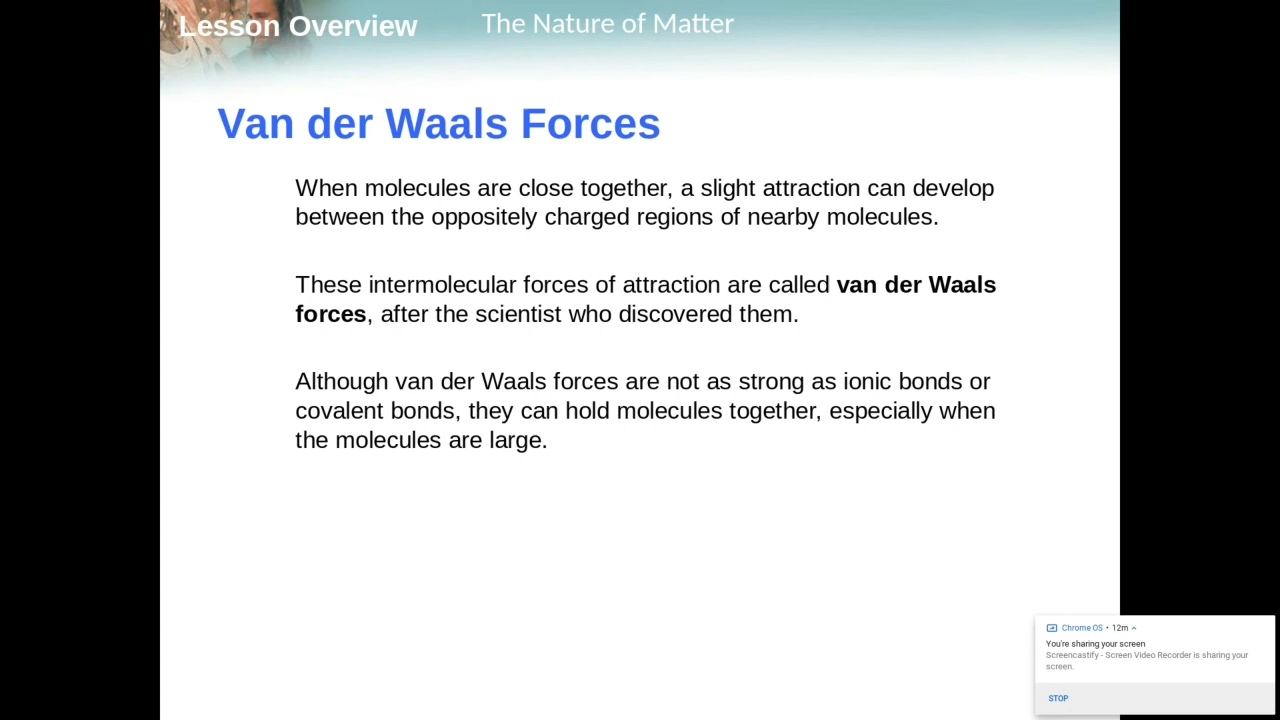 Lesson Overview
The Nature of Matter
Van der Waals Forces
When molecules are close together, a slight attraction can develop
between the oppositely charged regions of nearby molecules.
These intermolecular forces of attraction are called van der Waals
forces, after the scientist who discovered them.
Although van der Waals forces are not as strong as ionic bonds or
covalent bonds, they can hold molecules together, especially when
the molecules are large.
Chrome OS • 12m
You're sharing your screen
Screencastify - Screen Video Recorder is sharing your
screen.
STOP